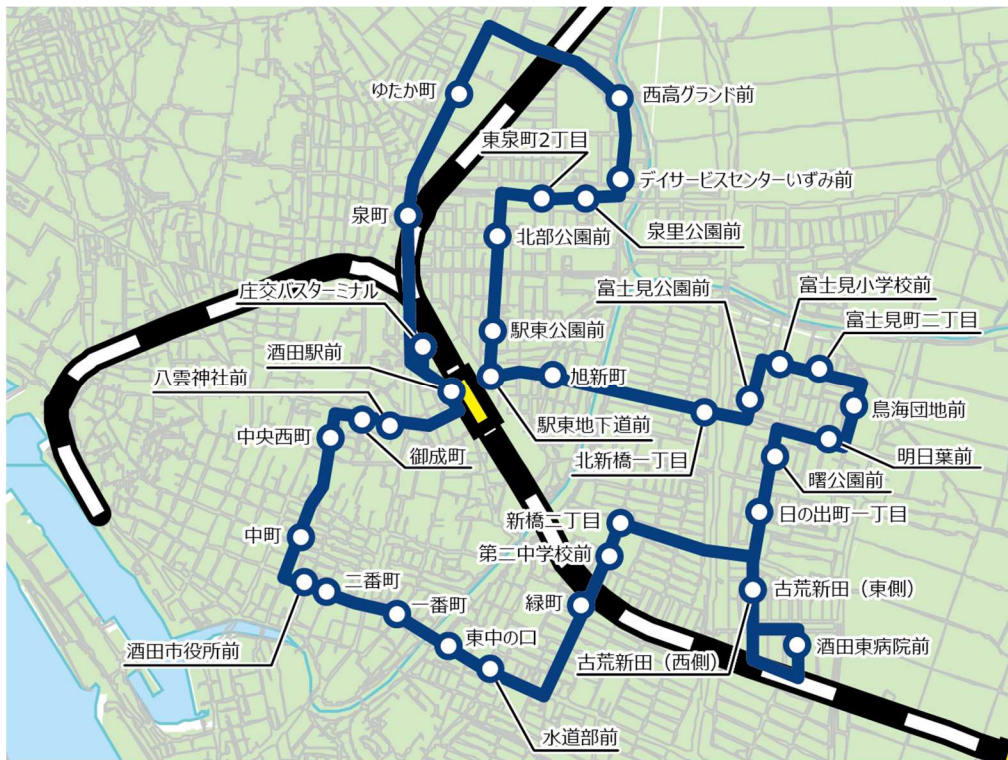 ゆたか町
西高グランド前
東泉町2丁目
デイサービスセンターいずみ前
泉町
泉里公園前
北部公園前
庄交バスターミナル
富士見公園前
富士見小学校前
駅東公園前
富士見町二丁目
酒田駅前
八雲神社前
旭新町
鳥海団地前
駅東地下道前
中央西町
御成町
北新橋一丁目
明日葉前
曙公園前
新橋二丁目
日の出町一丁目
中町
第二中学校前
二番町
古荒新田（東側）
一番町
緑町
東中の口
酒田市役所前
古荒新田（西側）
酒田東病院前
水道部前